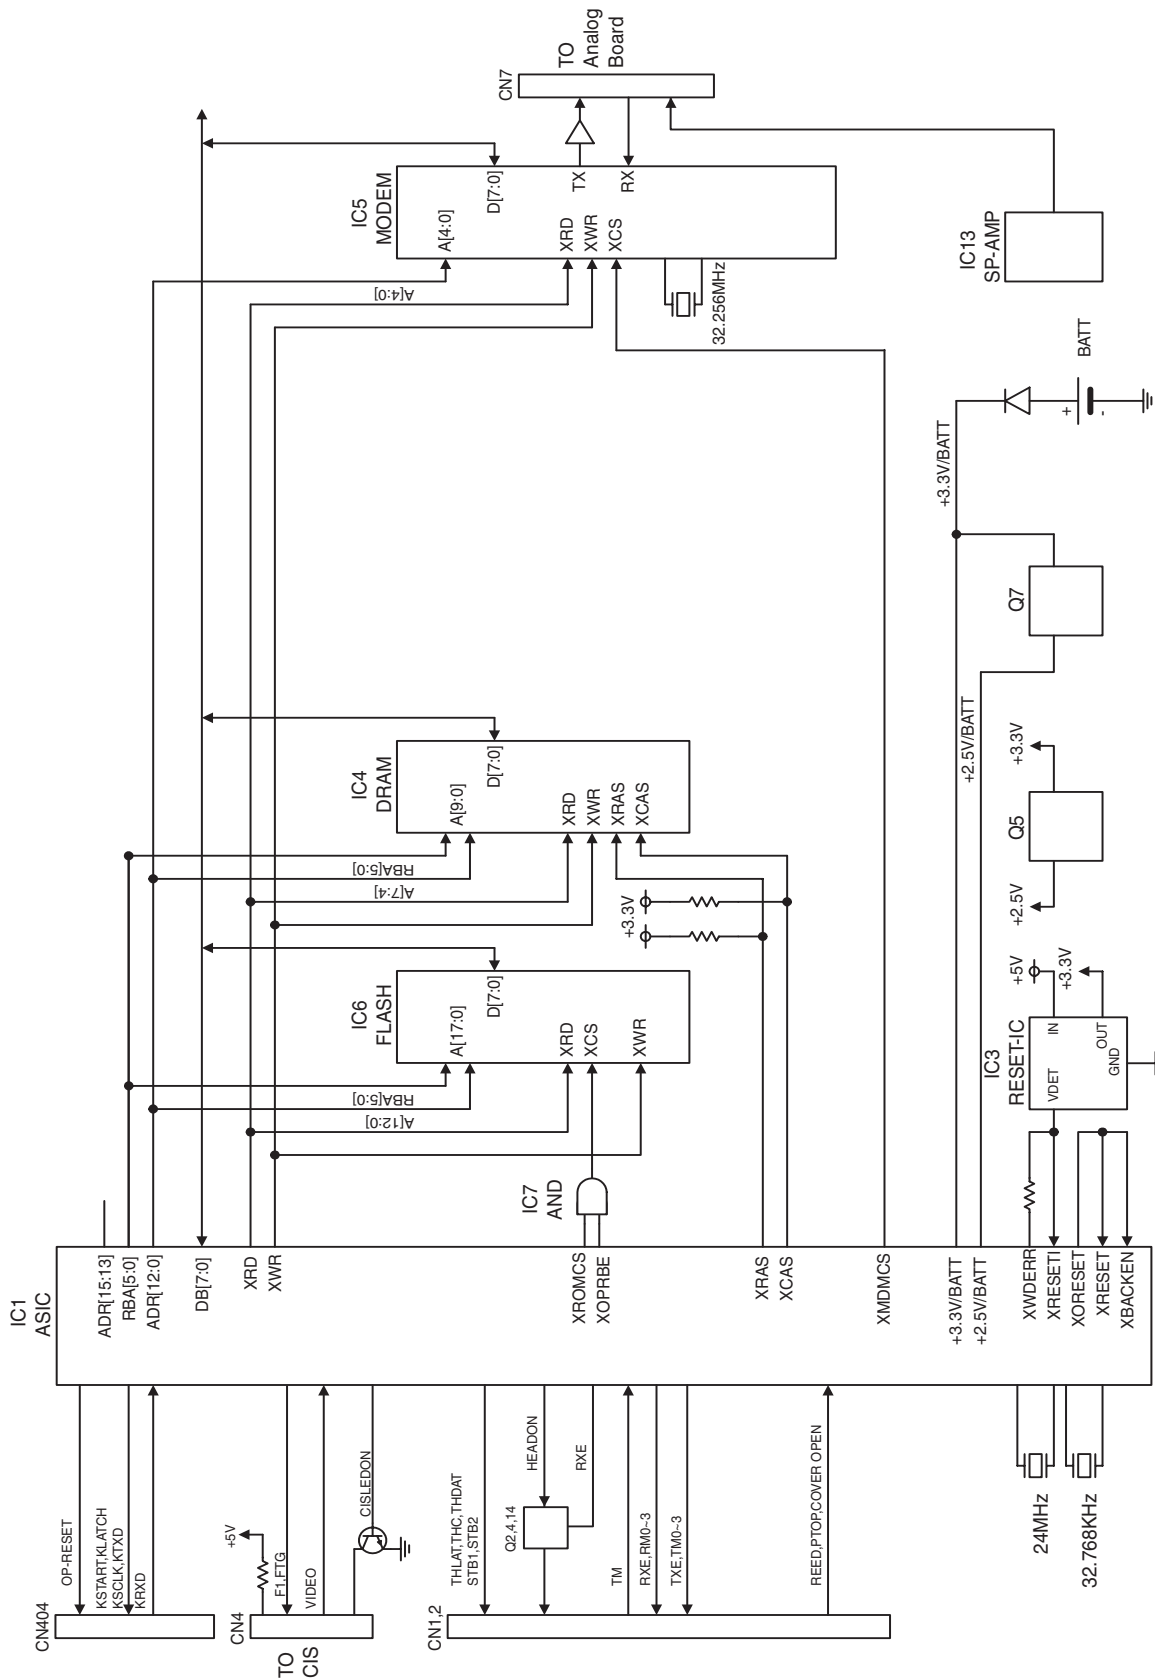 IC1
ASIC
ADR[15:13]
RBA[5:0]
ADR[12:0]
DB[7:0]
XRD
XWR
XROMCS
XOPRBE
XRAS
XCAS
XMDMCS
+3.3V/BATT
+2.5V/BATT
XWDERR
XRESETI
XORESET
XRESET
XBACKEN
CN404
OP-RESET
KSTART,KLATCH
KSCLK,KTXD
KRXD
CN4
TO
CIS
+5V
F1,FTG
VIDEO
CISLEDON
CN1,2
THLAT,THC,THDAT
STB1,STB2
HEADON
Q2,4,14
RXE
TM
RXE,RM0~3
TXE,TM0~3
REED,PTOP,COVER OPEN
24MHz
32.768KHz
IC7
AND
IC6
FLASH
A[17:0]
D[7:0]
XRD
XCS
XWR
RBA[5:0]
A[12:0]
IC4
DRAM
A[9:0]
D[7:0]
XRD
XWR
XRAS
XCAS
RBA[5:0]
A[7:4]
+3.3V
IC5
MODEM
A[4:0]
D[7:0]
XRD
XWR
XCS
TX
RX
A[4:0]
32.256MHz
CN7
TO
Analog
Board
IC13
SP-AMP
IC3
RESET-IC
VDET
IN
OUT
GND
+5V
+3.3V
Q5
+2.5V
+3.3V
Q7
+2.5V/BATT
+3.3V/BATT
+
-
BATT